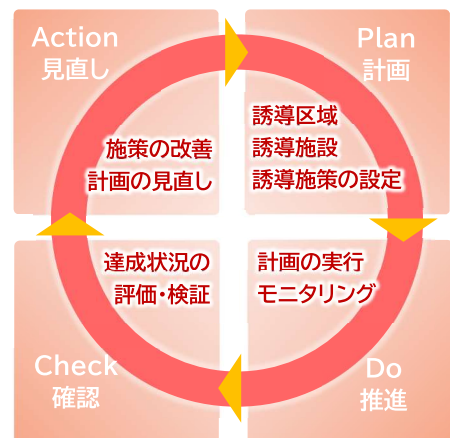 Action
見直し
施策の改善
計画の見直し
Plan
計画
誘導区域
誘導施設
誘導施策の設定
達成状況の
評価・検証
Check
確認
計画の実行
モニタリング
Do
推進